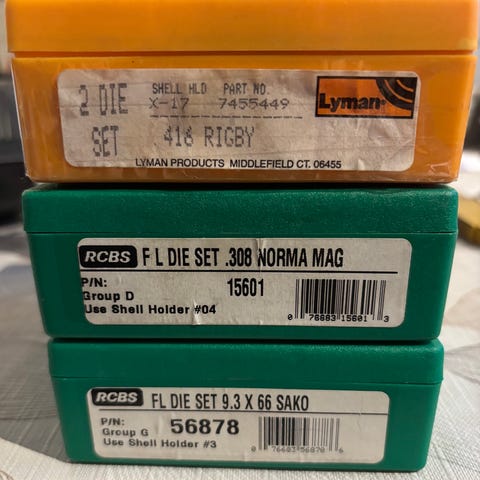 2 DIE SHELL HLD PART NO. Lyman®
X-17 7455449
SET .416 RIGBY
LYMAN PRODUCTS MIDDLEFIELD CT. 06455
RCBS F L DIE SET .308 NORMA MAG
P/N: 15601
Group D
Use Shell Holder #04
0 76683 15601 3
RCBS FL DIE SET 9.3 X 66 SAKO
P/N: 56878
Group G
Use Shell Holder #3
0 76683 56878 6